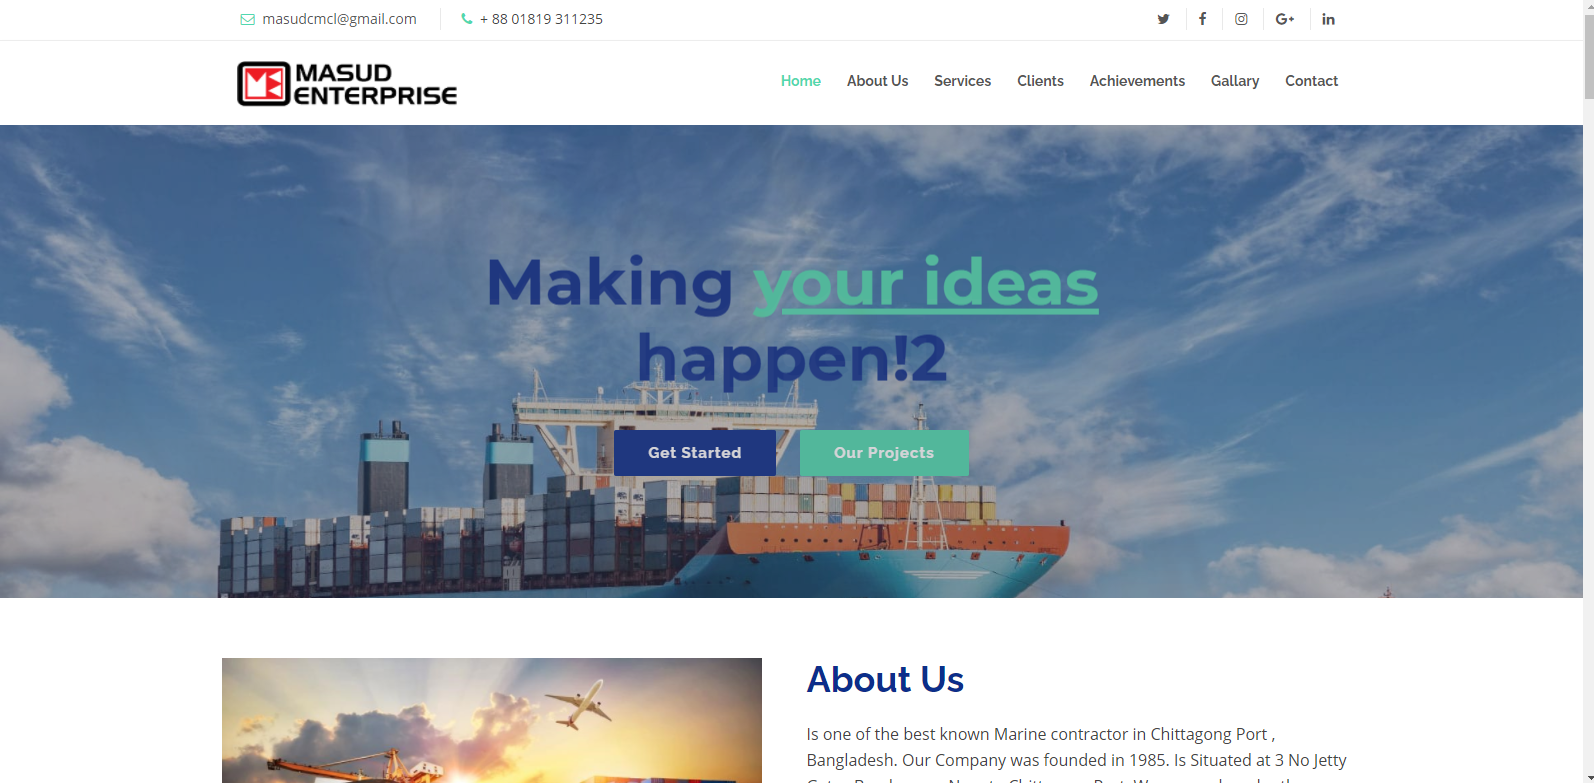 masudcmcl@gmail.com
+ 88 01819 311235
MASUD
ENTERPRISE
Home
About Us
Services
Clients
Achievements
Gallary
Contact
Making your ideas
happen!2
Get Started
Our Projects
About Us
Is one of the best known Marine contractor in Chittagong Port ,
Bangladesh. Our Company was founded in 1985. Is Situated at 3 No Jetty